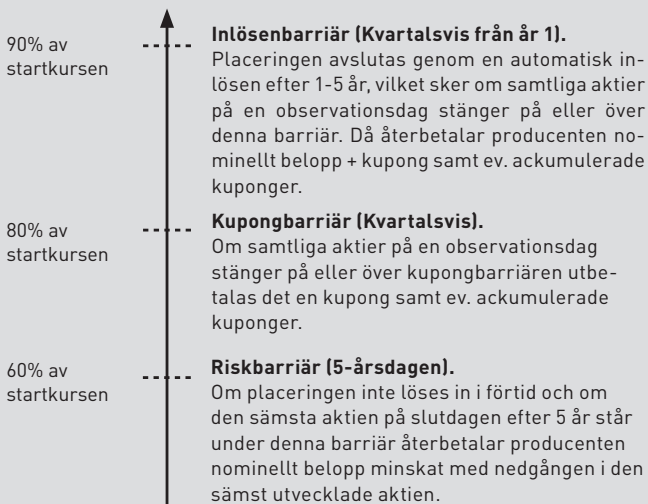 90% av
startkursen
Inlösenbarriär (Kvartalsvis från år 1).
Placeringen avslutas genom en automatisk in-
lösen efter 1-5 år, vilket sker om samtliga aktier
på en observationsdag stänger på eller över
denna barriär. Då återbetalar producenten no-
minellt belopp + kupong samt ev. ackumulerade
kuponger.
80% av
startkursen
Kupongbarriär (Kvartalsvis).
Om samtliga aktier på en observationsdag
stänger på eller över kupongbarriären utbe-
talas det en kupong samt ev. ackumulerade
kuponger.
60% av
startkursen
Riskbarriär (5-årsdagen).
Om placeringen inte löses in i förtid och om
den sämsta aktien på slutdagen efter 5 år står
under denna barriär återbetalar producenten
nominellt belopp minskat med nedgången i den
sämst utvecklade aktien.